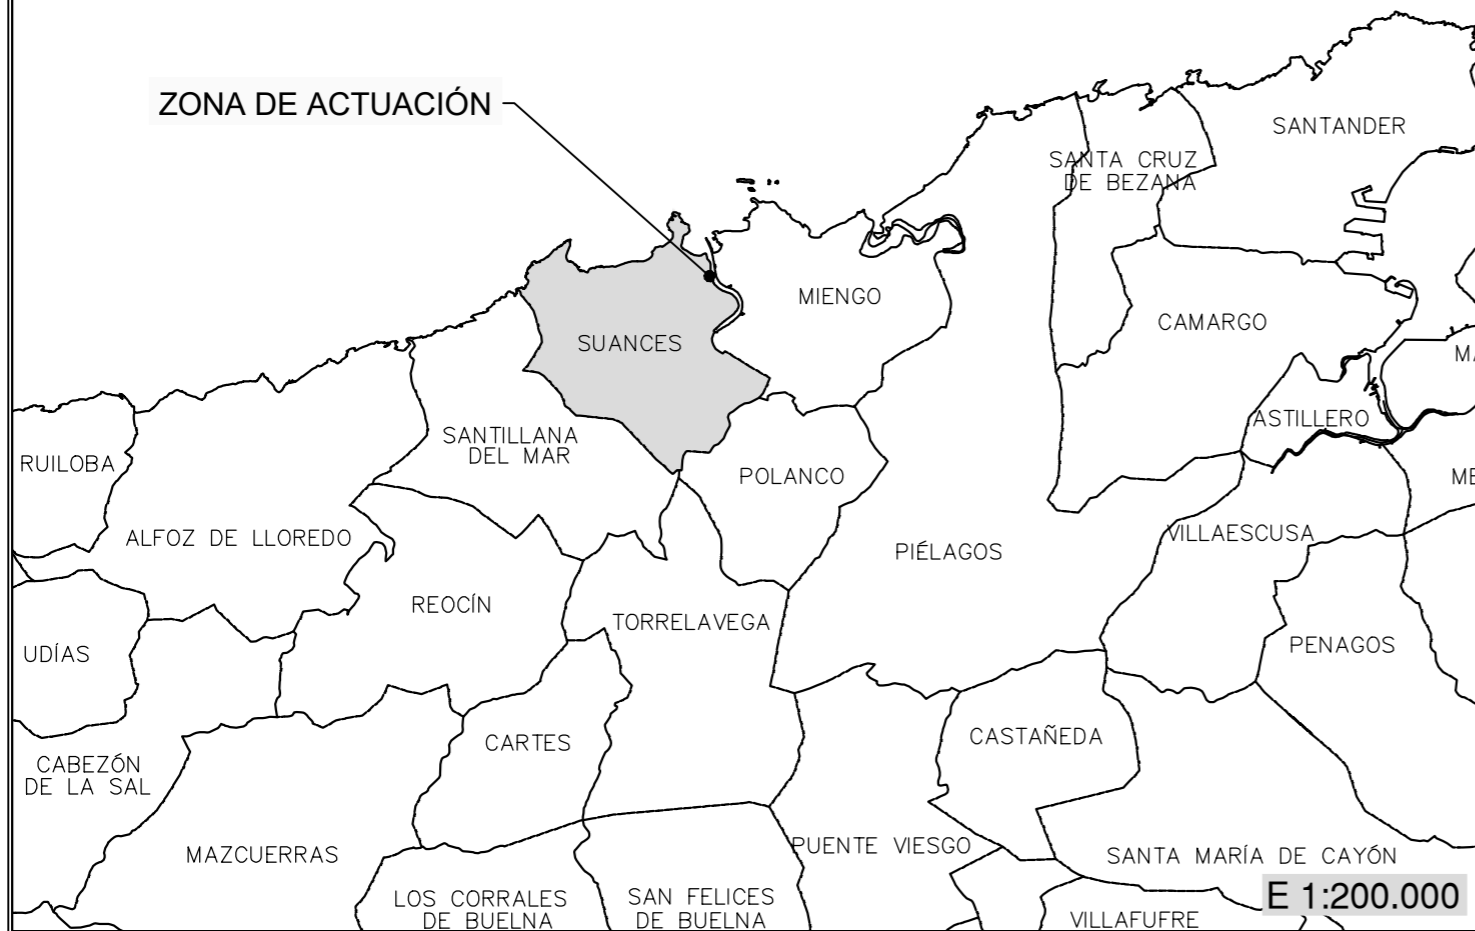 ZONA DE ACTUACIÓN
SANTANDER
SANTA CRUZ
DE BEZANA
MIENGO
CAMARGO
SUANCES
MA
ASTILLERO
SANTILLANA
DEL MAR
RUILOBA
POLANCO
ME
ALFOZ DE LLOREDO
VILLAESCUSA
PIÉLAGOS
REOCÍN
TORRELAVEGA
UDÍAS
PENAGOS
CARTES
CASTAÑEDA
CABEZÓN
DE LA SAL
MAZCUERRAS
PUENTE VIESGO
SANTA MARÍA DE CAYÓN
LOS CORRALES
DE BUELNA
SAN FELICES
DE BUELNA
E 1:200.000
VILLAFUFRE